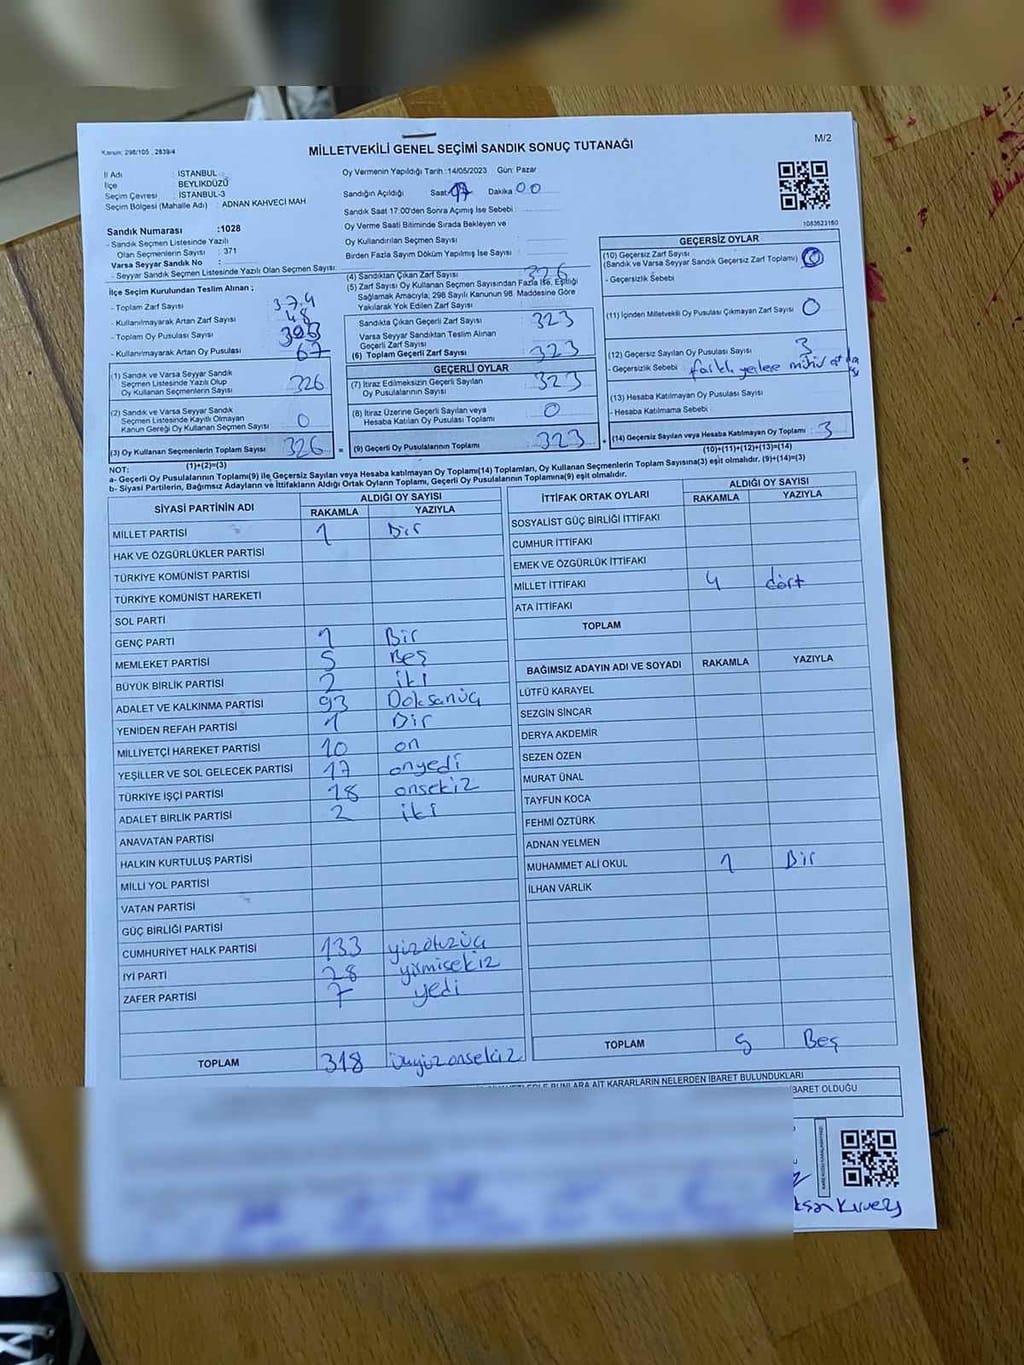 Kanun: 298/105 , 2839/4
MİLLETVEKİLİ GENEL SEÇİMİ SANDIK SONUÇ TUTANAĞI
M/2
İl Adı : İSTANBUL
İlçe : BEYLİKDÜZÜ
Seçim Çevresi : İSTANBUL-3
Seçim Bölgesi (Mahalle Adı) : ADNAN KAHVECİ MAH
Sandık Numarası :1028
- Sandık Seçmen Listesinde Yazılı
Olan Seçmenlerin Sayısı : 371
Varsa Seyyar Sandık No :
- Seyyar Sandık Seçmen Listesinde Yazılı Olan Seçmen Sayısı:
Oy Vermenin Yapıldığı Tarih :14/05/2023 Gün: Pazar
Sandığın Açıldığı Saat: 17 Dakika 00
Sandık Saat 17:00'den Sonra Açılmış İse Sebebi :
Oy Verme Saati Bitiminde Sırada Bekleyen ve
Oy Kullandırılan Seçmen Sayısı :
Birden Fazla Sayım Döküm Yapılmış İse Sayısı :
1083623160
İlçe Seçim Kurulundan Teslim Alınan ;
- Toplam Zarf Sayısı : 374
- Kullanılmayarak Artan Zarf Sayısı : 48
- Toplam Oy Pusulası Sayısı : 393
- Kullanılmayarak Artan Oy Pusulası : 67
(1) Sandık ve Varsa Seyyar Sandık
Seçmen Listesinde Yazılı Olup
Oy Kullanan Seçmenlerin Sayısı : 326
(2) Sandık ve Varsa Seyyar Sandık
Seçmen Listesinde Kayıtlı Olmayan
Kanun Gereği Oy Kullanan Seçmen Sayısı : 0
(3) Oy Kullanan Seçmenlerin Toplam Sayısı : 326 =
(1)+(2)=(3)
(4) Sandıktan Çıkan Zarf Sayısı : 326
(5) Zarf Sayısı Oy Kullanan Seçmen Sayısından Fazla İse, Eşitliği
Sağlamak Amacıyla, 298 Sayılı Kanunun 98. Maddesine Göre
Yakılarak Yok Edilen Zarf Sayısı :
Sandıkta Çıkan Geçerli Zarf Sayısı : 323
Varsa Seyyar Sandıktan Teslim Alınan
Geçerli Zarf Sayısı :
(6) Toplam Geçerli Zarf Sayısı : 323
GEÇERLİ OYLAR
(7) İtiraz Edilmeksizin Geçerli Sayılan
Oy Pusulalarının Sayısı : 323
(8) İtiraz Üzerine Geçerli Sayılan veya
Hesaba Katılan Oy Pusulası Toplamı : 0
(9) Geçerli Oy Pusulalarının Toplamı : 323 +
GEÇERSİZ OYLAR
(10) Geçersiz Zarf Sayısı
(Sandık ve Varsa Seyyar Sandık Geçersiz Zarf Toplamı) : 0
- Geçersizlik Sebebi :
(11) İçinden Milletvekili Oy Pusulası Çıkmayan Zarf Sayısı : 0
(12) Geçersiz Sayılan Oy Pusulası Sayısı : 3
- Geçersizlik Sebebi : farklı yerlere mühür
(13) Hesaba Katılmayan Oy Pusulası Sayısı :
- Hesaba Katılmama Sebebi :
(14) Geçersiz Sayılan veya Hesaba Katılmayan Oy Toplamı : 3
(10)+(11)+(12)+(13)=(14)
NOT:
a- Geçerli Oy Pusulalarının Toplamı(9) ile Geçersiz Sayılan veya Hesaba katılmayan Oy Toplamı(14) Toplamları, Oy Kullanan Seçmenlerin Toplam Sayısına(3) eşit olmalıdır. (9)+(14)=(3)
b- Siyasi Partilerin, Bağımsız Adayların ve İttifakların Aldığı Ortak Oyların Toplamı, Geçerli Oy Pusulalarının Toplamına(9) eşit olmalıdır.
SİYASİ PARTİNİN ADI ALDIĞI OY SAYISI
RAKAMLA YAZIYLA
MİLLET PARTİSİ 1 Bir
HAK VE ÖZGÜRLÜKLER PARTİSİ
TÜRKİYE KOMÜNİST PARTİSİ
TÜRKİYE KOMÜNİST HAREKETİ
SOL PARTİ
GENÇ PARTİ 1 Bir
MEMLEKET PARTİSİ 5 Beş
BÜYÜK BİRLİK PARTİSİ 2 iki
ADALET VE KALKINMA PARTİSİ 93 Doksanüç
YENİDEN REFAH PARTİSİ 1 Bir
MİLLİYETÇİ HAREKET PARTİSİ 10 on
YEŞİLLER VE SOL GELECEK PARTİSİ 17 onyedi
TÜRKİYE İŞÇİ PARTİSİ 18 onsekiz
ADALET BİRLİK PARTİSİ 2 iki
ANAVATAN PARTİSİ
HALKIN KURTULUŞ PARTİSİ
MİLLİ YOL PARTİSİ
VATAN PARTİSİ
GÜÇ BİRLİĞİ PARTİSİ
CUMHURİYET HALK PARTİSİ 133 yüzotuzüç
İYİ PARTİ 28 yirmisekiz
ZAFER PARTİSİ 7 yedi
TOPLAM 318 üçyüzonsekiz
İTTİFAK ORTAK OYLARI ALDIĞI OY SAYISI
RAKAMLA YAZIYLA
SOSYALİST GÜÇ BİRLİĞİ İTTİFAKI
CUMHUR İTTİFAKI
EMEK VE ÖZGÜRLÜK İTTİFAKI
MİLLET İTTİFAKI 4 dört
ATA İTTİFAKI
TOPLAM
BAĞIMSIZ ADAYIN ADI VE SOYADI RAKAMLA YAZIYLA
LÜTFÜ KARAYEL
SEZGİN SİNCAR
DERYA AKDEMİR
SEZEN ÖZEN
MURAT ÜNAL
TAYFUN KOCA
FEHMİ ÖZTÜRK
ADNAN YELMEN
MUHAMMET ALİ OKUL 1 Bir
İLHAN VARLIK
TOPLAM 5 Beş
BUNLARA AİT KARARLARIN NELERDEN İBARET BULUNDUKLARI
BARET OLDUĞU